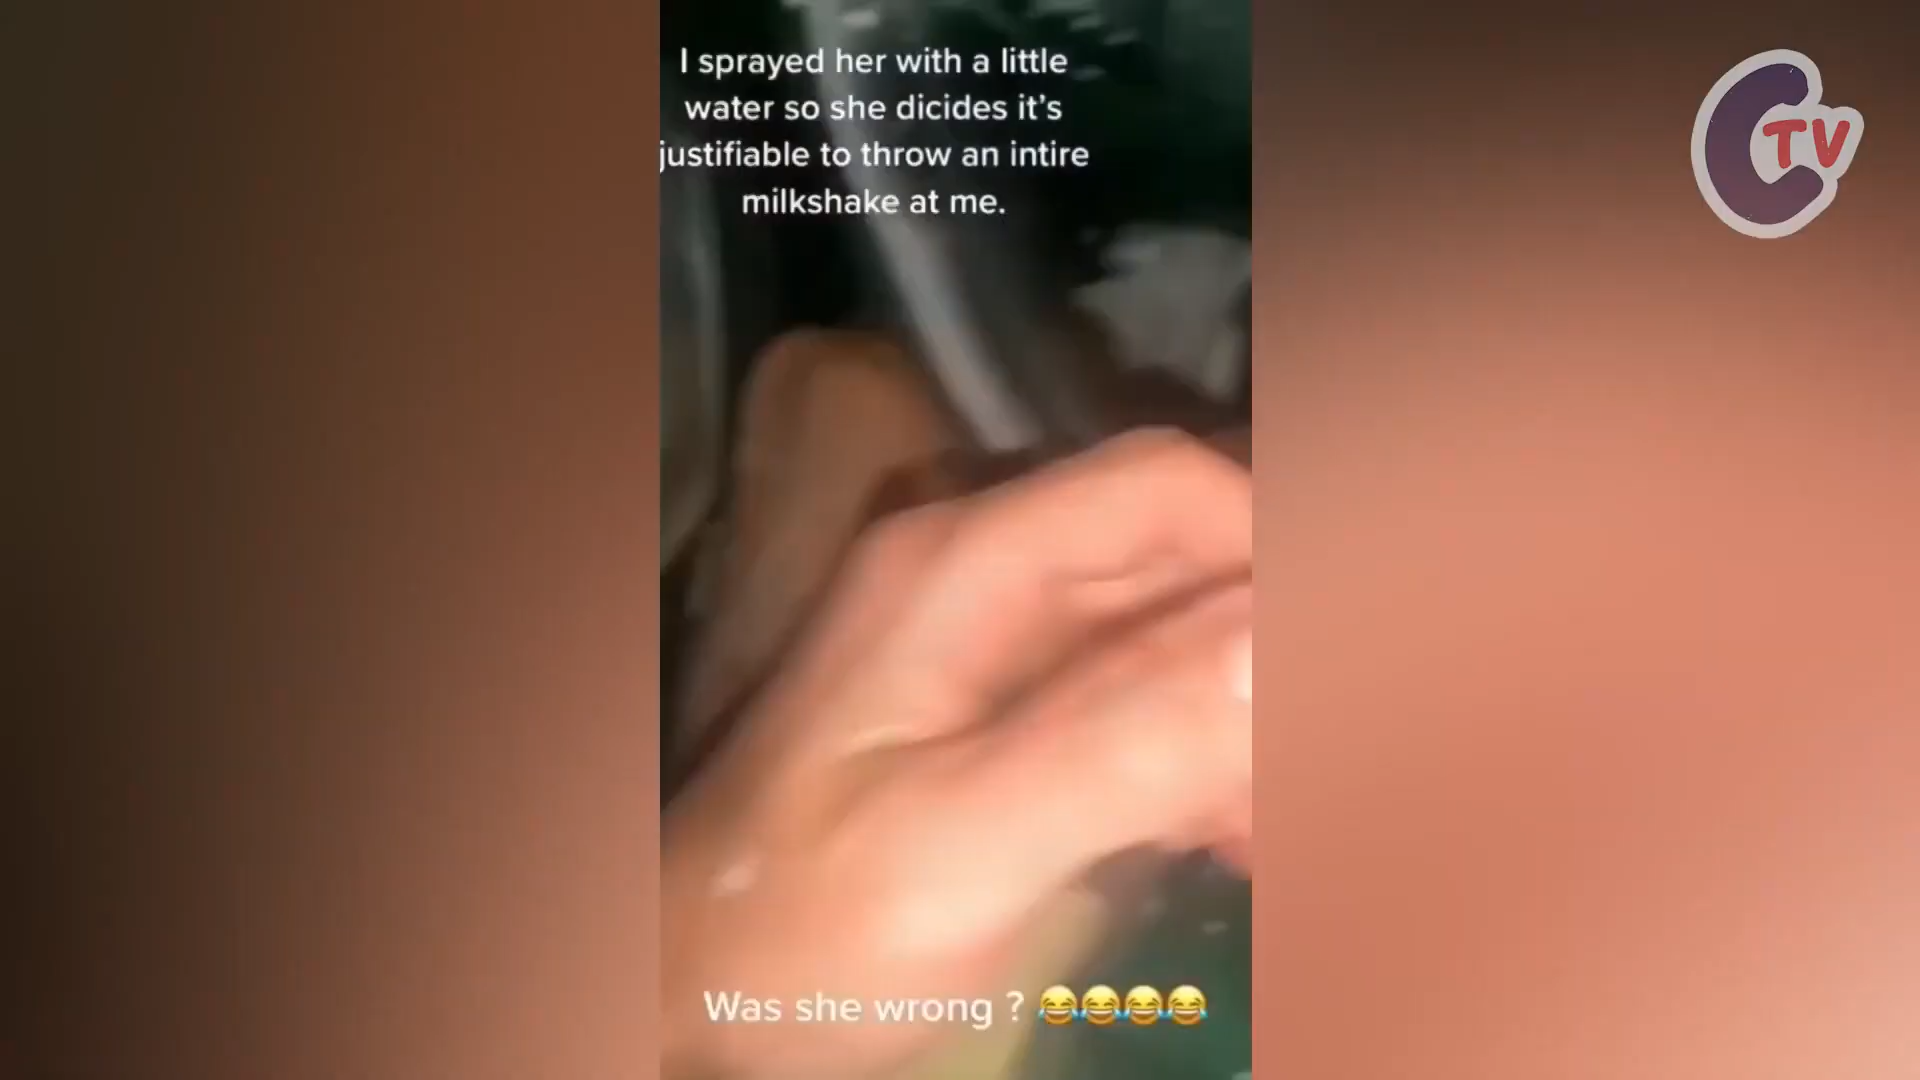 I sprayed her with a little
water so she dicides it's
justifiable to throw an intire
milkshake at me.
CTV
Was she wrong ? 😂😂😂😂